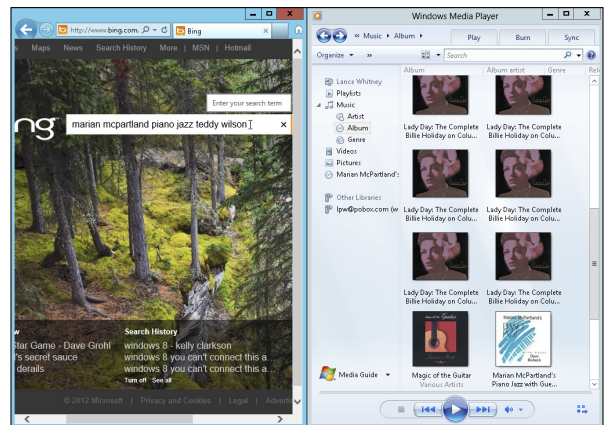 http://www.bing.com.
Bing
s Maps News Search History More | MSN | Hotmail
Enter your search term
ng
marian mcpartland piano jazz teddy wilson
w
Star Game - Dave Grohl
's secret sauce
derails
Search History
windows 8 - kelly clarkson
windows 8 you can't connect this a...
windows 8 you can't connect this a...
Turn off See all
© 2012 Microsoft | Privacy and Cookies | Legal | Advertis
Windows Media Player
« Music ▸ Album ▸
Play Burn Sync
Organize »
Search
Album Album artist Genre Rel
Lance Whitney
Playlists
Music
Artist
Album
Genre
Videos
Pictures
Marian McPartland's
Other Libraries
lpw@pobox.com (w
Lady Day: The Complete
Billie Holiday on Colu...
Lady Day: The Complete
Billie Holiday on Colu...
Lady Day: The Complete
Billie Holiday on Colu...
Lady Day: The Complete
Billie Holiday on Colu...
Lady Day: The Complete
Billie Holiday on Colu...
Lady Day: The Complete
Billie Holiday on Colu...
Magic of the Guitar
Various Artists
Marian McPartland's
Piano Jazz with Gue...
Dave
Brubeck
Media Guide